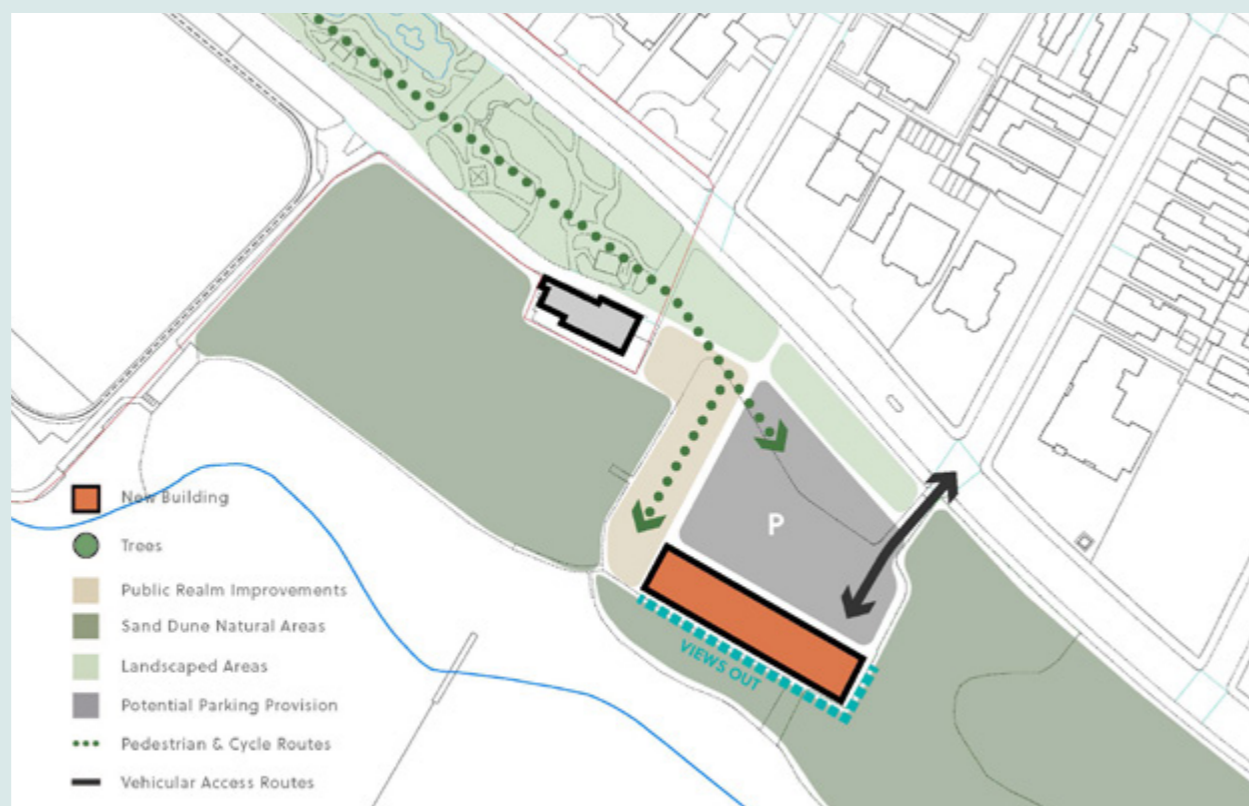 P
VIEWS OUT
New Building
Trees
Public Realm Improvements
Sand Dune Natural Areas
Landscaped Areas
Potential Parking Provision
Pedestrian & Cycle Routes
Vehicular Access Routes